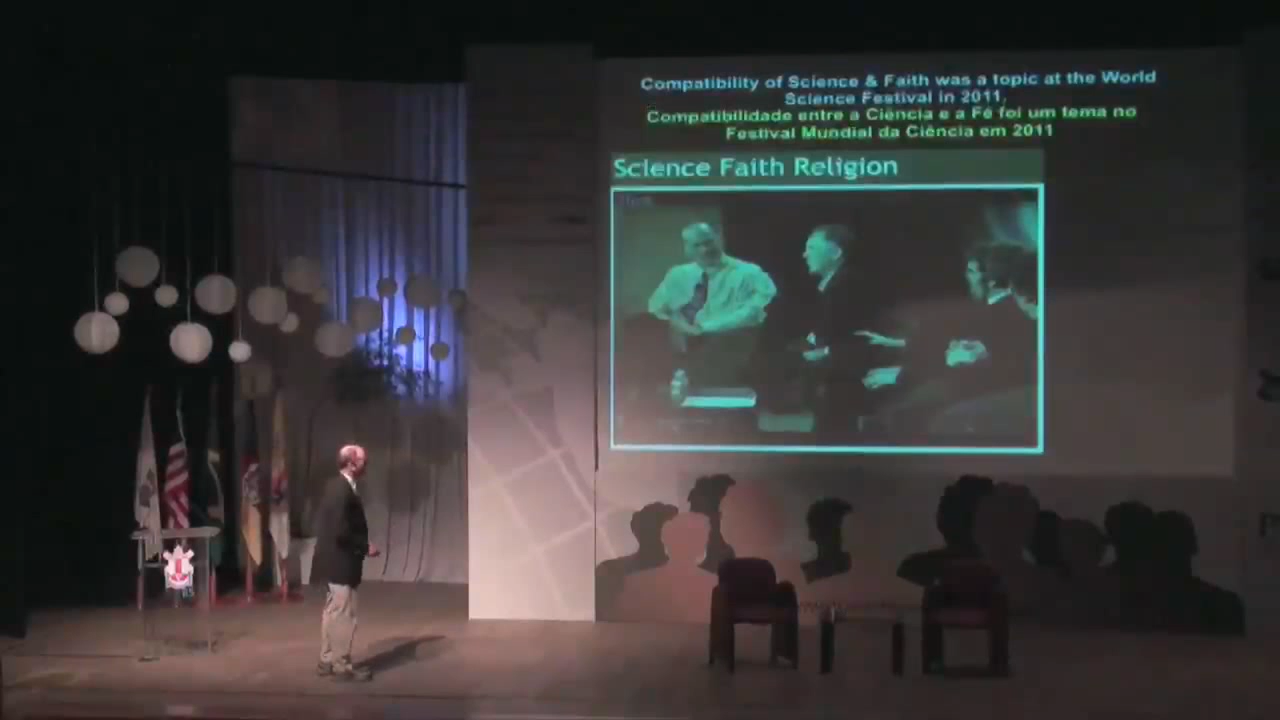 Compatibility of Science & Faith was a topic at the World
Science Festival in 2011,
Compatibilidade entre a Ciência e a Fé foi um tema no
Festival Mundial da Ciência em 2011
Science Faith Religion